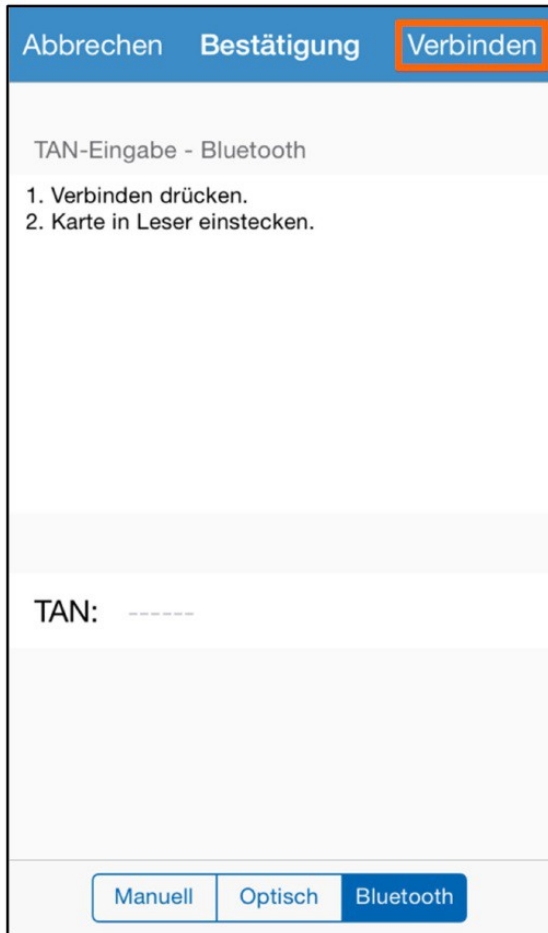 Abbrechen Bestätigung Verbinden
TAN-Eingabe - Bluetooth
1. Verbinden drücken.
2. Karte in Leser einstecken.
TAN: ------
Manuell Optisch Bluetooth